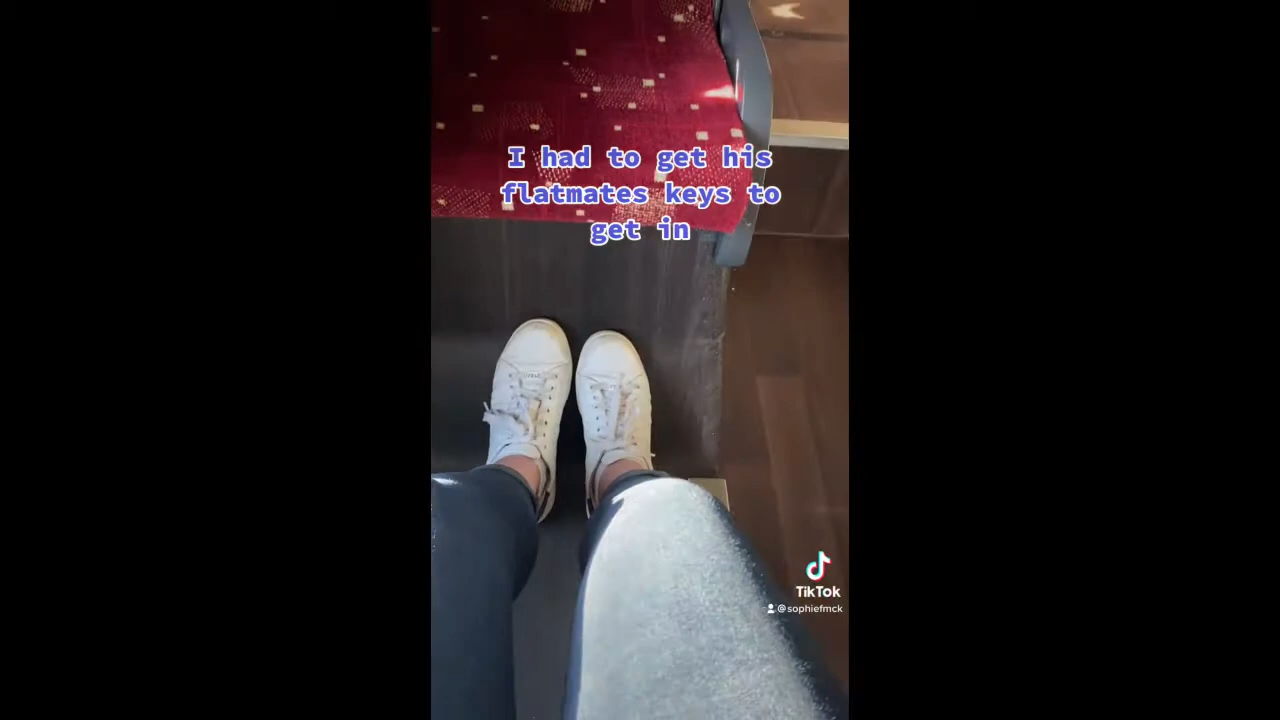 I had to get his
flatmates keys to
get in
TikTok
@sophiefmck